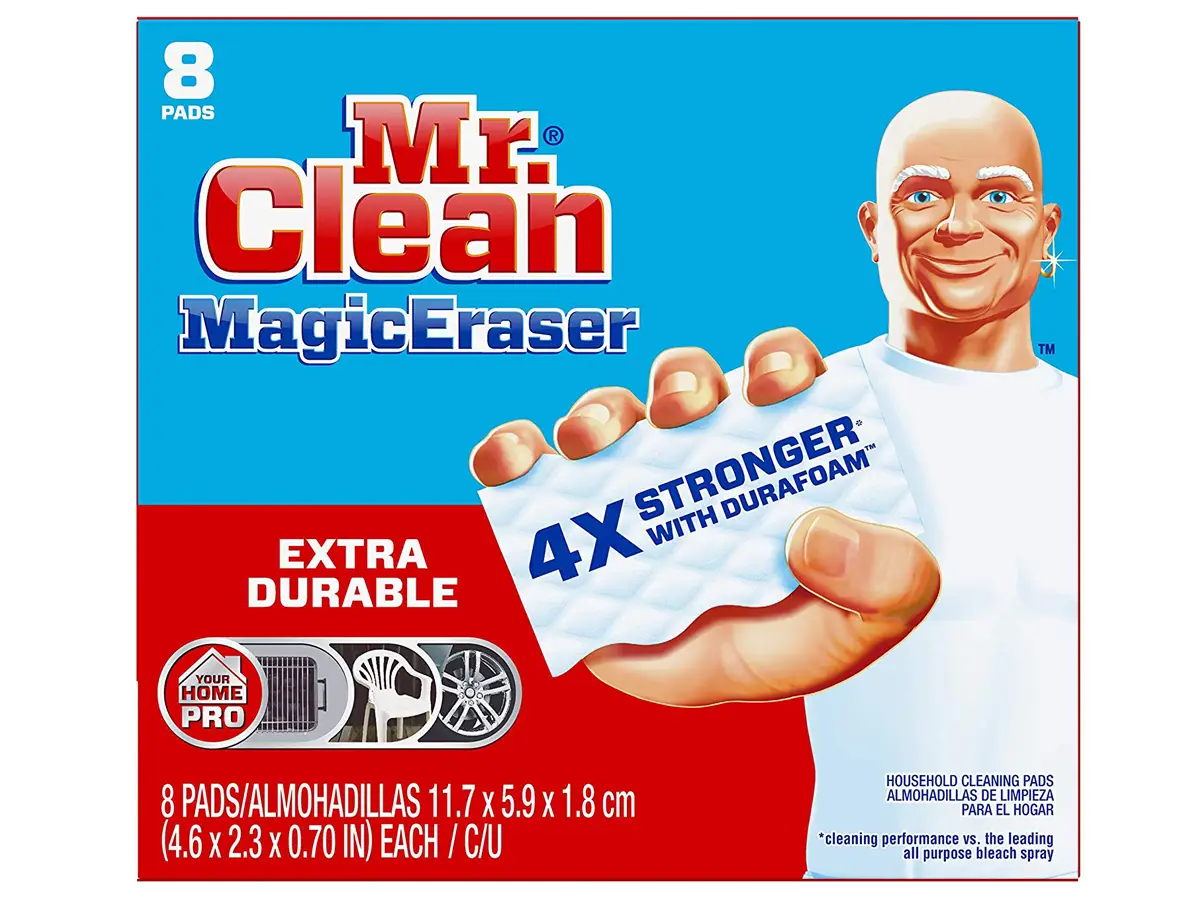 8
PADS
Mr.®
Clean
MagicEraser
TM
4X STRONGER*
WITH DURAFOAM™
EXTRA
DURABLE
YOUR
HOME
PRO
8 PADS/ALMOHADILLAS 11.7 x 5.9 x 1.8 cm
(4.6 x 2.3 x 0.70 IN) EACH / C/U
HOUSEHOLD CLEANING PADS
ALMOHADILLAS DE LIMPIEZA
PARA EL HOGAR
*cleaning performance vs. the leading
all purpose bleach spray